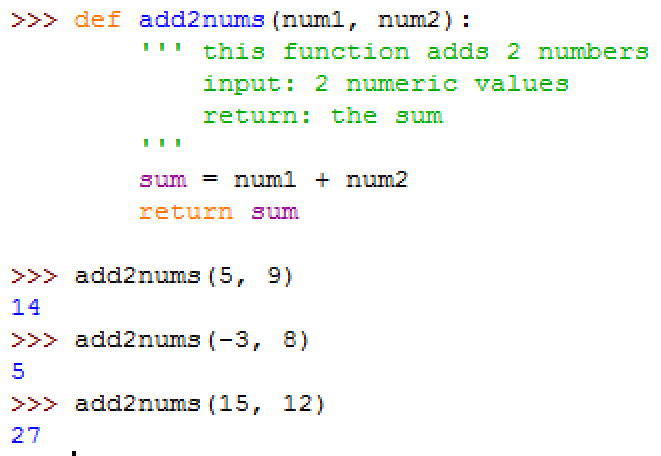 >>> def add2nums(num1, num2):
''' this function adds 2 numbers
input: 2 numeric values
return: the sum
'''
sum = num1 + num2
return sum
>>> add2nums(5, 9)
14
>>> add2nums(-3, 8)
5
>>> add2nums(15, 12)
27